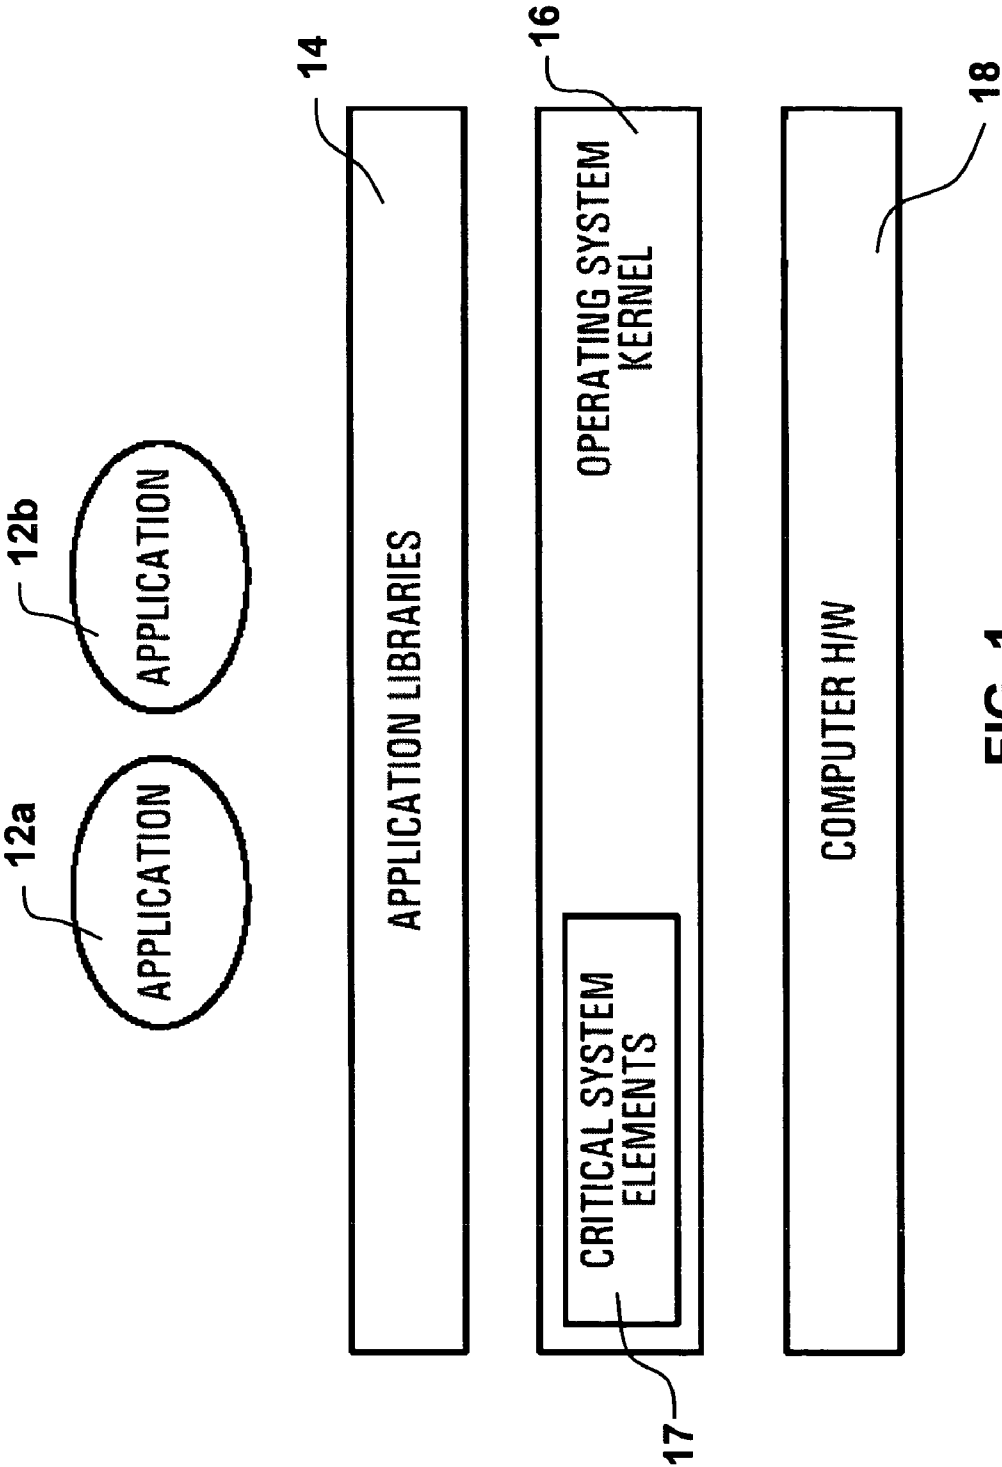 12a
12b
APPLICATION
APPLICATION
14
APPLICATION LIBRARIES
16
CRITICAL SYSTEM
ELEMENTS
OPERATING SYSTEM
KERNEL
17
COMPUTER H/W
18
FIG. 1